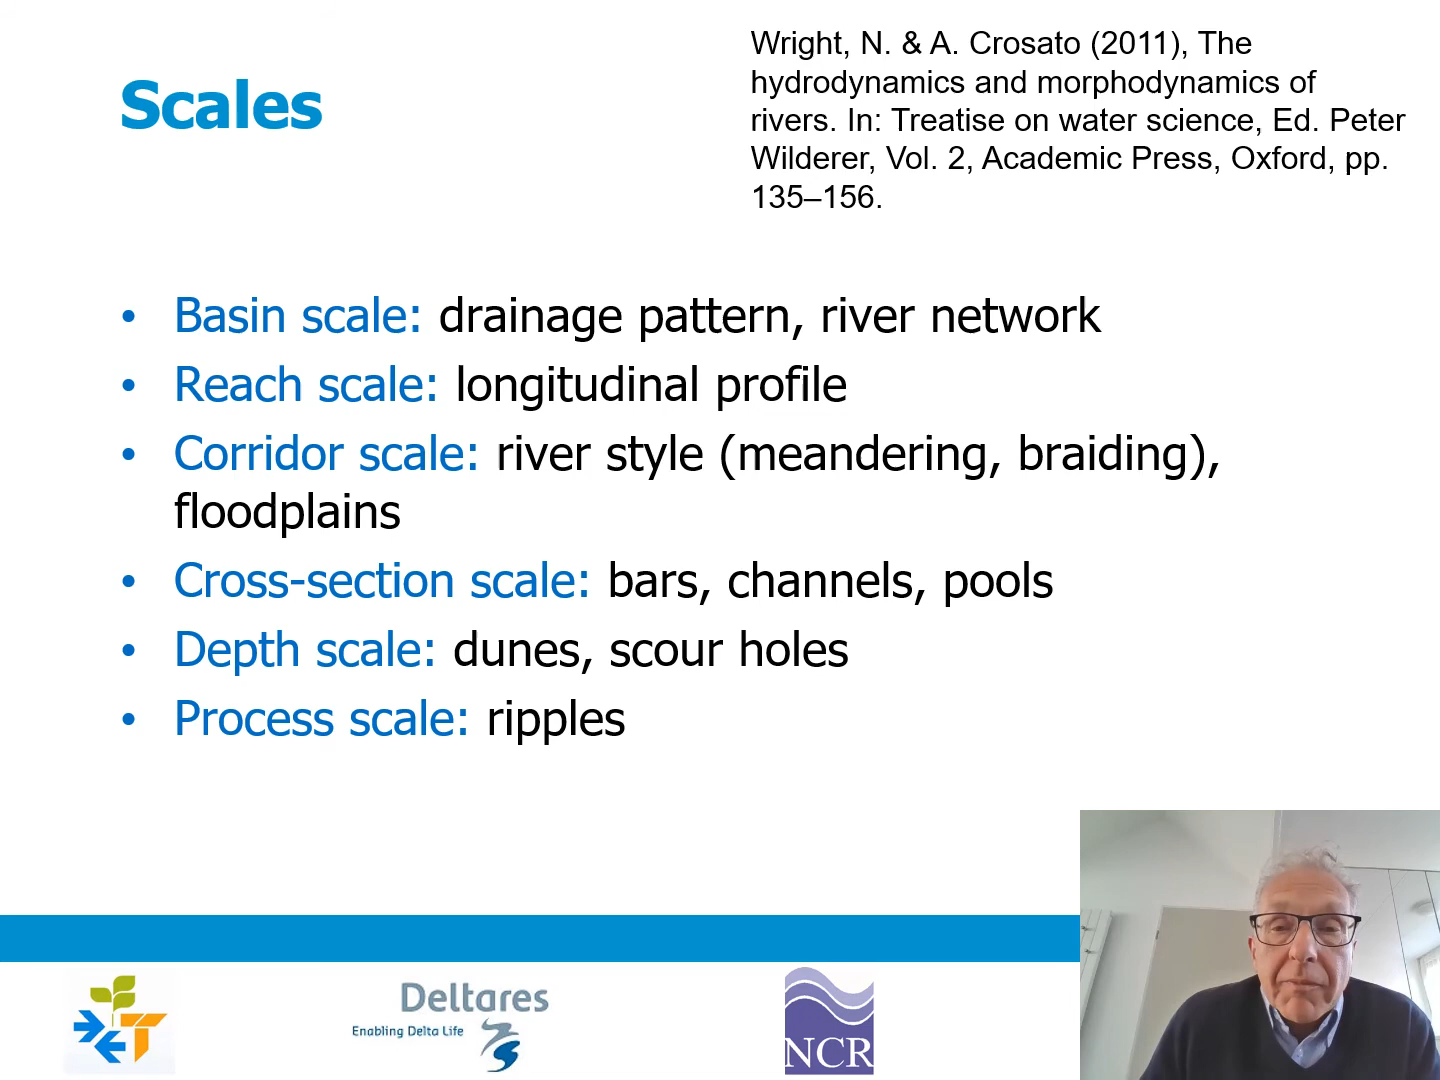 Scales
Wright, N. & A. Crosato (2011), The
hydrodynamics and morphodynamics of
rivers. In: Treatise on water science, Ed. Peter
Wilderer, Vol. 2, Academic Press, Oxford, pp.
135–156.
• Basin scale: drainage pattern, river network
• Reach scale: longitudinal profile
• Corridor scale: river style (meandering, braiding),
floodplains
• Cross-section scale: bars, channels, pools
• Depth scale: dunes, scour holes
• Process scale: ripples
Deltares
Enabling Delta Life
NCR